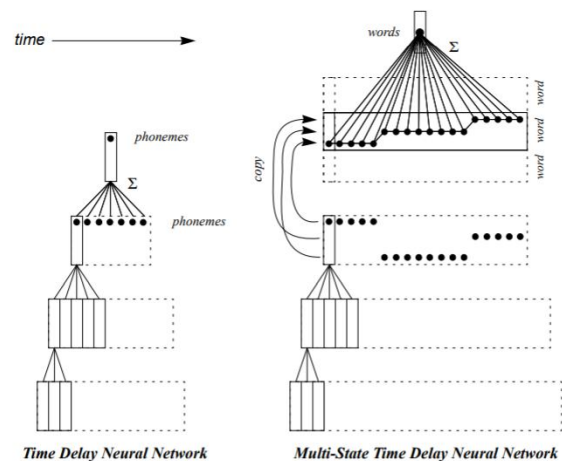 time
phonemes
Σ
phonemes
Time Delay Neural Network
words
Σ
word
word
word
copy
Multi-State Time Delay Neural Network